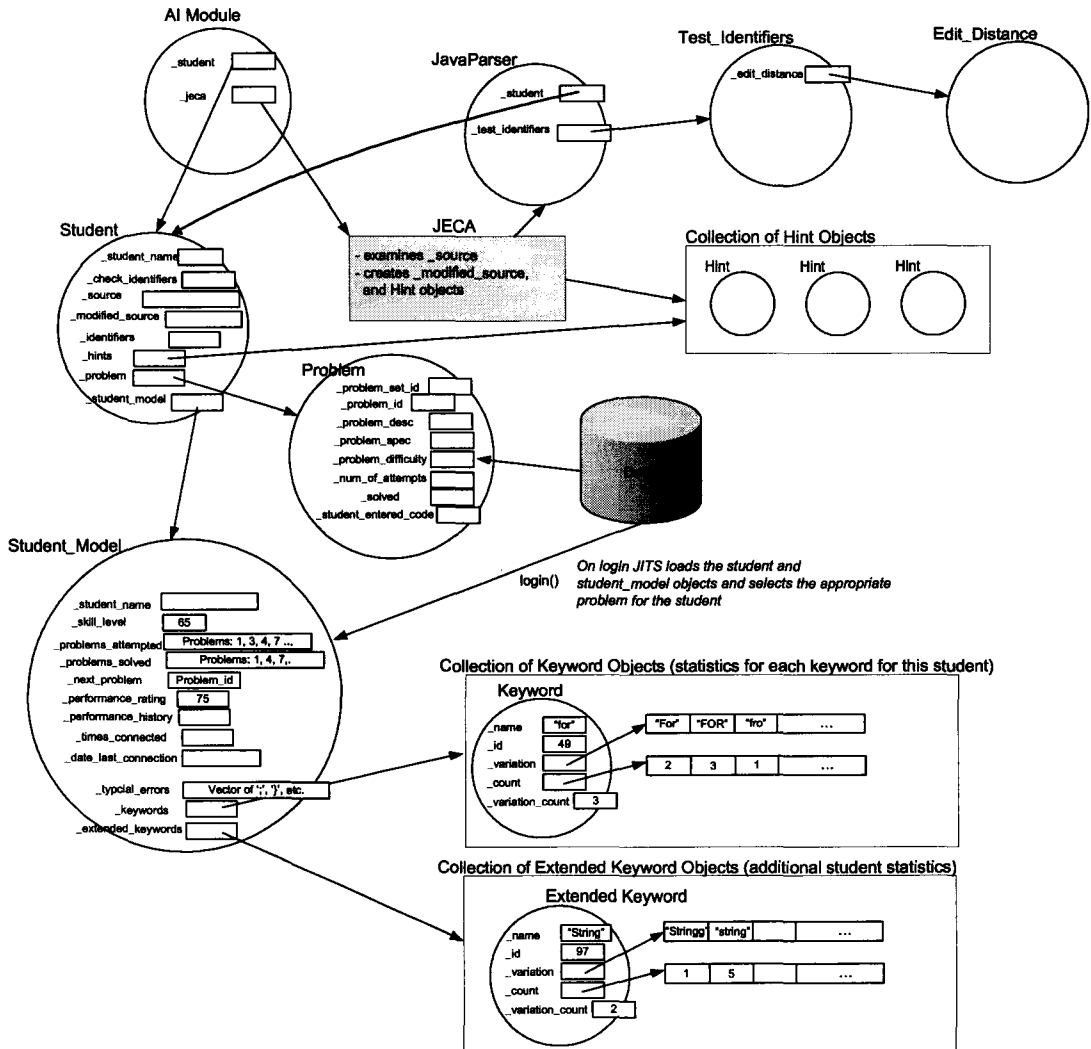 AI Module
_student
_jeca
JavaParser
_student
_test_identifiers
Test_Identifiers
_edit_distance
Edit_Distance
Student
_student_name
_check_identifiers
_source
_modified_source
_identifiers
_hints
_problem
_student_model
JECA
- examines _source
- creates _modified_source,
and Hint objects
Collection of Hint Objects
Hint
Hint
Hint
Problem
_problem_set_id
_problem_id
_problem_desc
_problem_spec
_problem_difficulty
_num_of_attempts
_solved
_student_entered_code
login()
On login JITS loads the student and
student_model objects and selects the appropriate
problem for the student
Student_Model
_student_name
_skill_level 65
_problems_attempted Problems: 1, 3, 4, 7 ...
_problems_solved Problems: 1, 4, 7,.
_next_problem Problem_id
_performance_rating 75
_performance_history
_times_connected
_date_last_connection
_typcial_errors Vector of ';', '}', etc.
_keywords
_extended_keywords
Collection of Keyword Objects (statistics for each keyword for this student)
Keyword
_name "for"
_id 49
_variation
_count
_variation_count 3
"For" "FOR" "fro" ...
2 3 1 ...
Collection of Extended Keyword Objects (additional student statistics)
Extended Keyword
_name "String"
_id 97
_variation
_count
_variation_count 2
"Stringg" "string" ...
1 5 ...